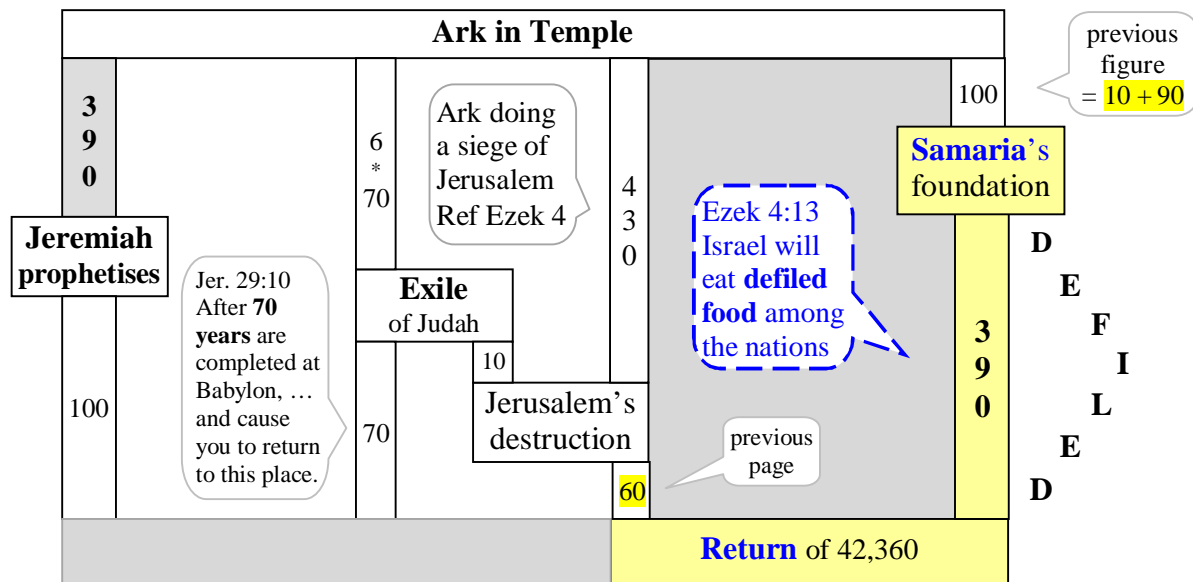 Ark in Temple
previous
figure
= 10 + 90
3
9
0
6
*
70
Ark doing
a siege of
Jerusalem
Ref Ezek 4
4
3
0
100
Samaria's
foundation
Ezek 4:13
Israel will
eat defiled
food among
the nations
Jeremiah
prophetises
Jer. 29:10
After 70
years are
completed at
Babylon, …
and cause
you to return
to this place.
Exile
of Judah
10
Jerusalem's
destruction
100
70
previous
page
60
3
9
0
D
E
F
I
L
E
D
Return of 42,360